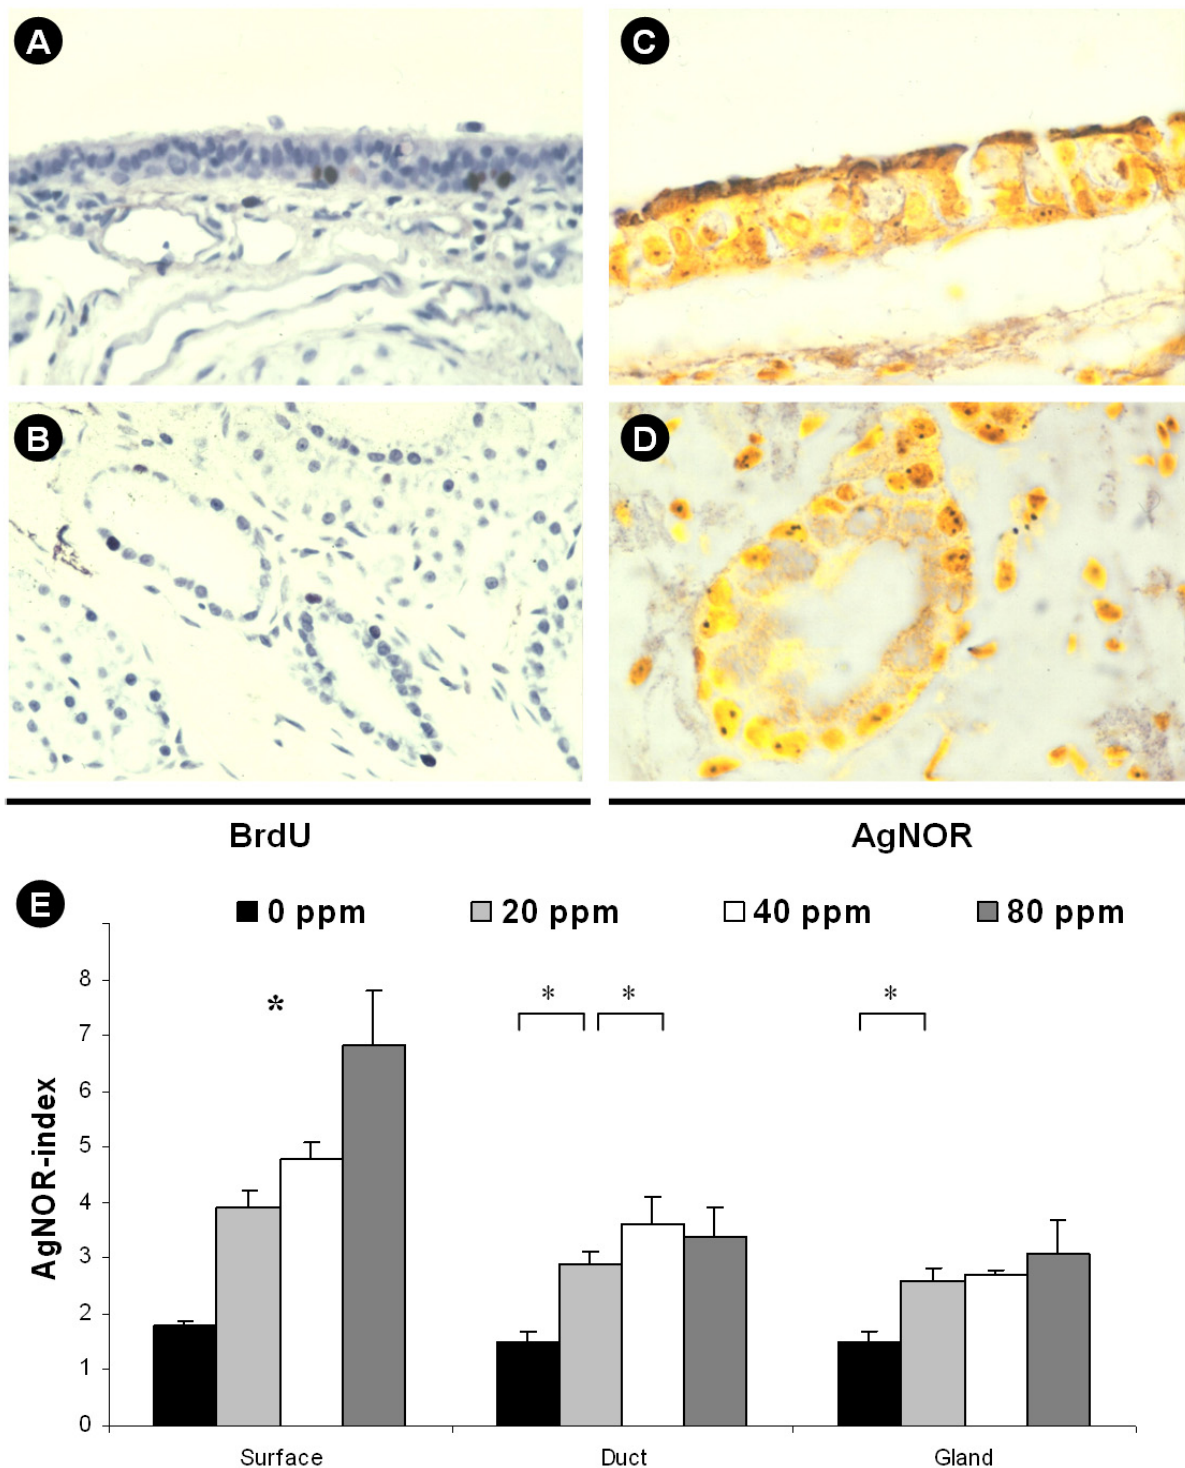 A
C
B
D
BrdU
AgNOR
E
0 ppm
20 ppm
40 ppm
80 ppm
8
7
6
5
4
3
2
1
0
AgNOR-index
*
*
*
*
Surface
Duct
Gland